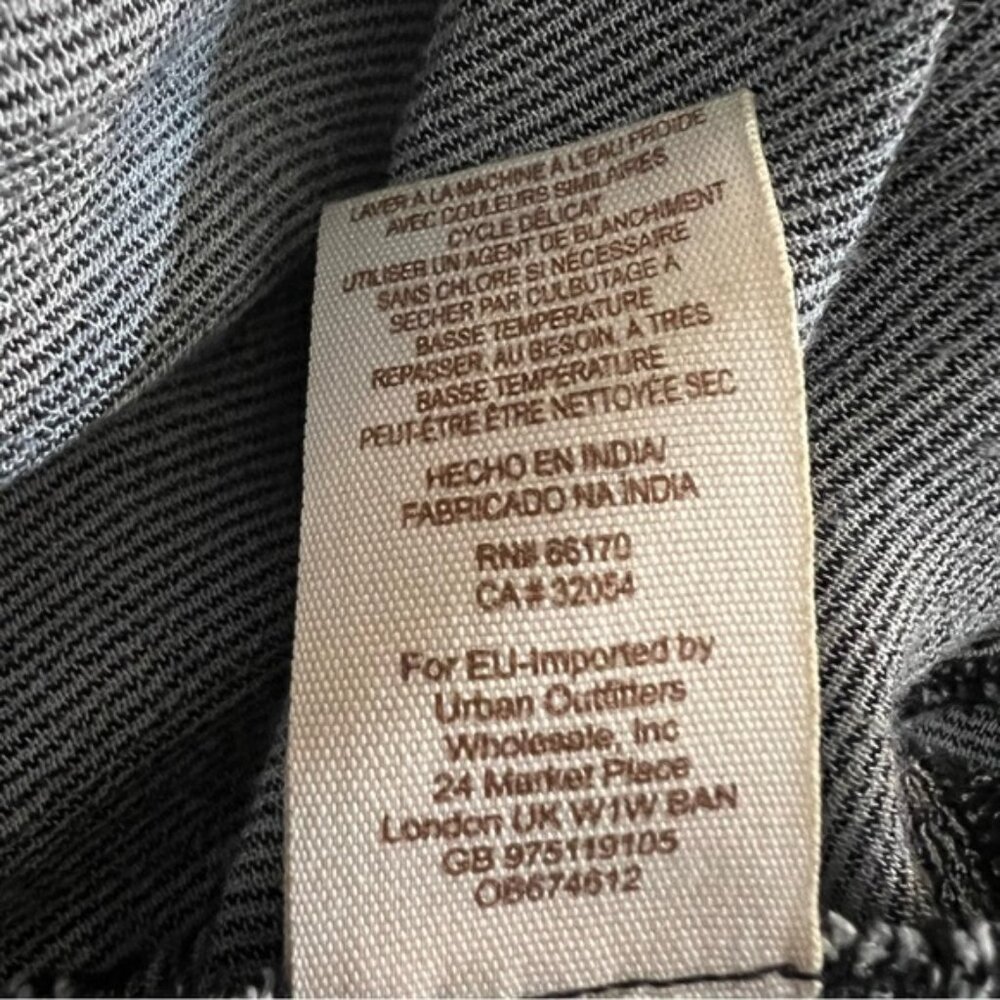 LAVER À LA MACHINE À L'EAU FROIDE
AVEC COULEURS SIMILAIRES
CYCLE DÉLICAT
UTILISER UN AGENT DE BLANCHIMENT
SANS CHLORE SI NÉCESSAIRE
SÉCHER PAR CULBUTAGE À
BASSE TEMPÉRATURE
REPASSER, AU BESOIN, À TRÈS
BASSE TEMPÉRATURE
PEUT-ÊTRE ÊTRE NETTOYÉE SEC
HECHO EN INDIA/
FABRICADO NA ÍNDIA
RN# 66170
CA# 32054
For EU-Imported by
Urban Outfitters
Wholesale, Inc
24 Market Place
London UK W1W 8AN
GB 975119105
OB674612